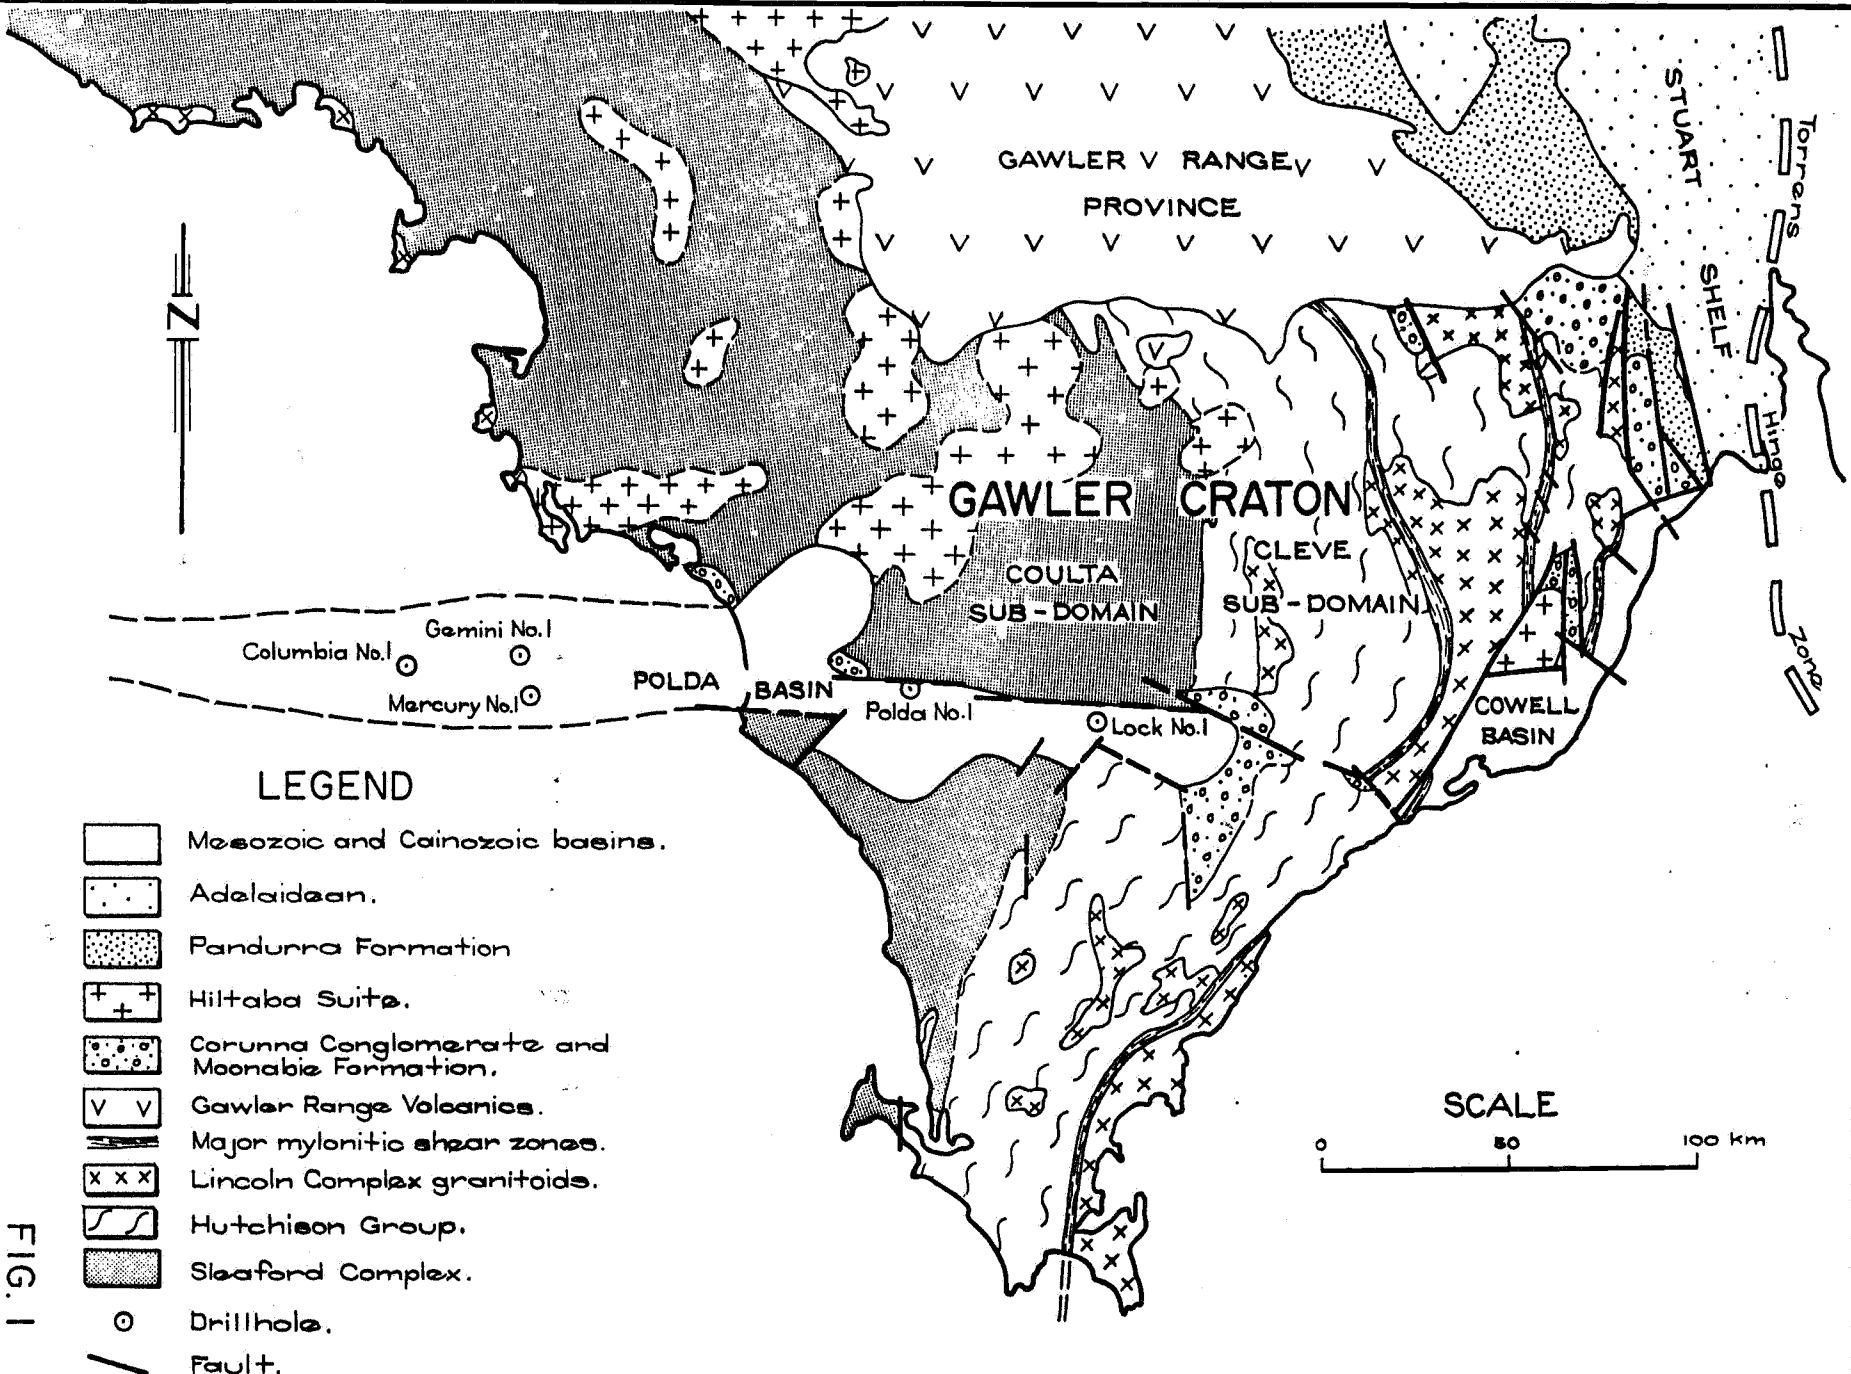 GAWLER RANGE
PROVINCE
STUART
SHELF
Torrens
Hinge
Zone
N
GAWLER CRATON
CLEVE
SUB-DOMAIN
COULTA
SUB-DOMAIN
Gemini No.1
Columbia No.1
Mercury No.1
POLDA BASIN
Polda No.1
Lock No.1
COWELL
BASIN
LEGEND
Mesozoic and Cainozoic basins.
Adelaidean.
Pandurra Formation
Hiltaba Suite.
Corunna Conglomerate and
Moonabie Formation.
Gawler Range Volcanics.
Major mylonitic shear zones.
Lincoln Complex granitoids.
Hutchison Group.
Sleaford Complex.
Drillhole.
Fault.
SCALE
0 50 100 km
FIG. 1